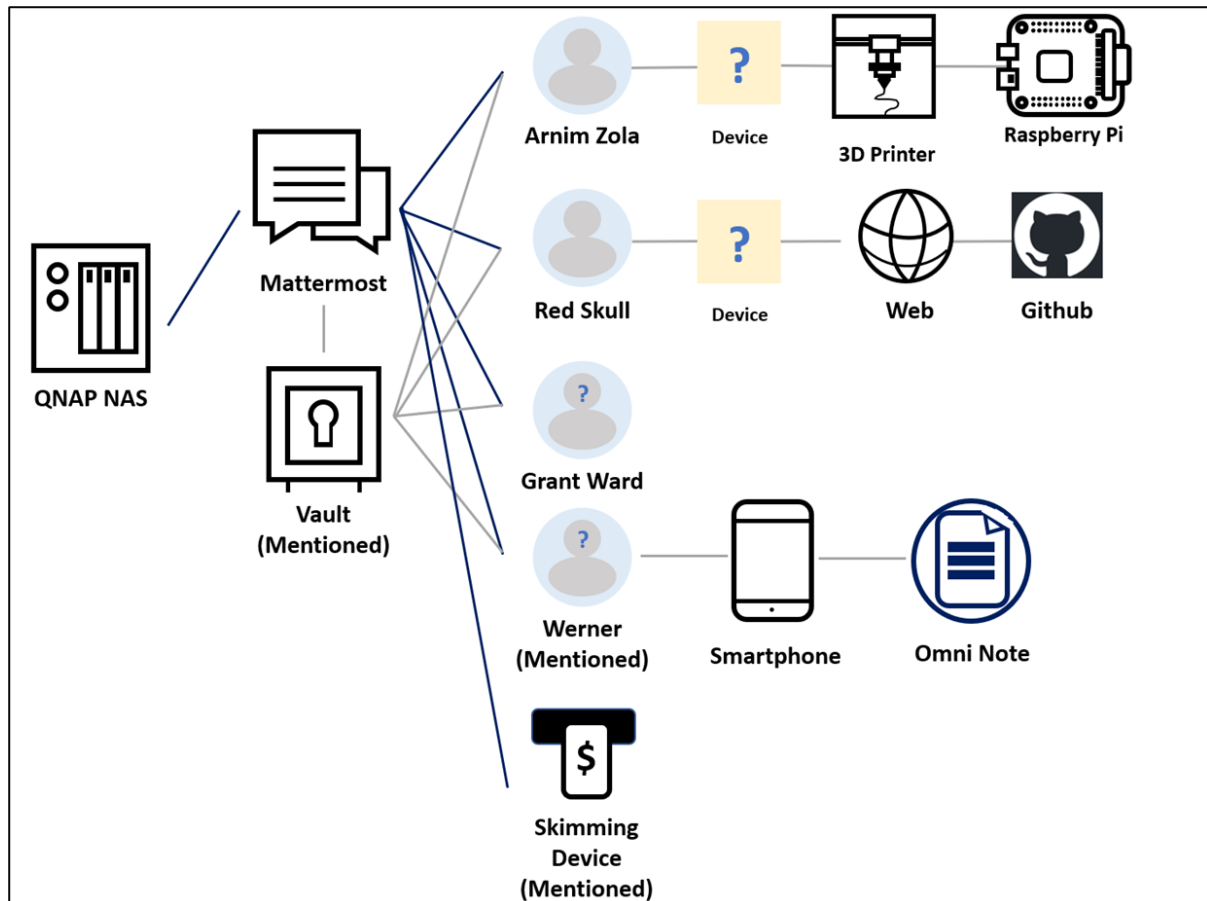 ?
?
Arnim Zola
Device
3D Printer
Raspberry Pi
Mattermost
Red Skull
Device
Web
Github
QNAP NAS
?
Grant Ward
Vault
(Mentioned)
?
Werner
(Mentioned)
Smartphone
Omni Note
$
Skimming
Device
(Mentioned)